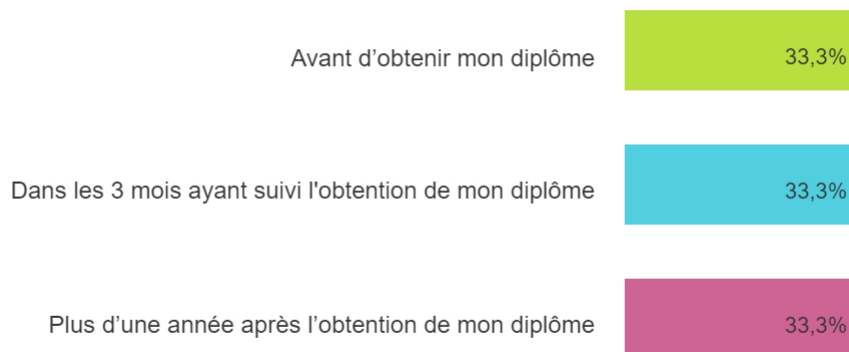 Avant d’obtenir mon diplôme 33,3%
Dans les 3 mois ayant suivi l'obtention de mon diplôme 33,3%
Plus d’une année après l’obtention de mon diplôme 33,3%